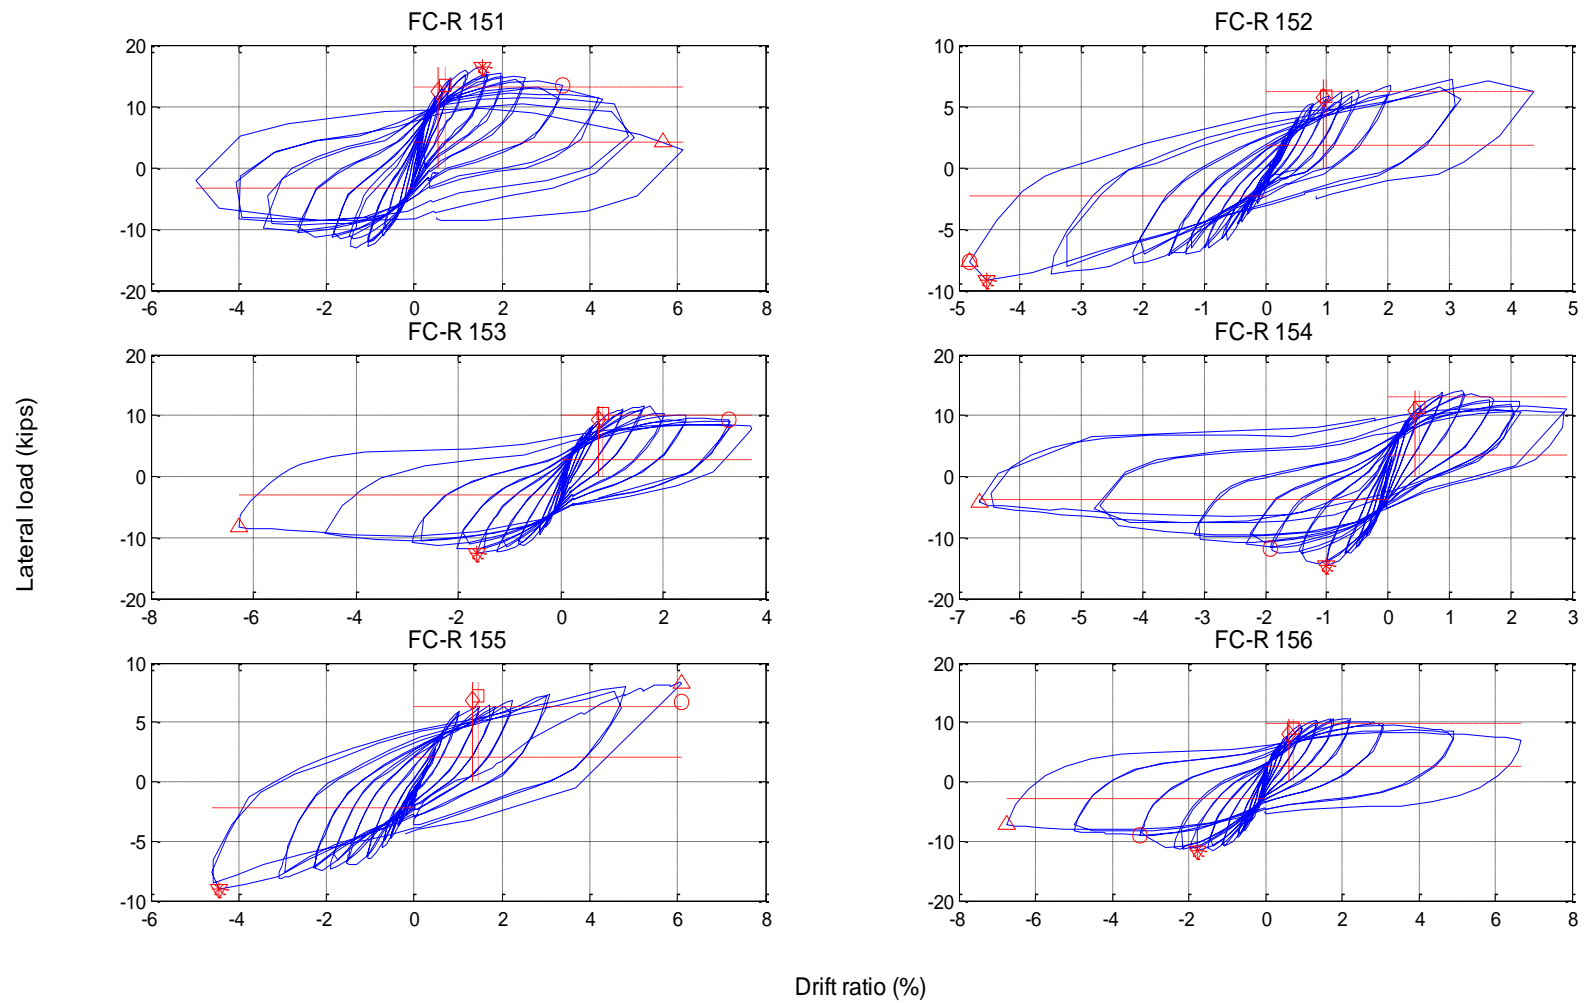 FC-R 151
20
10
0
-10
-20
-6 -4 -2 0 2 4 6 8
FC-R 152
10
5
0
-5
-10
-5 -4 -3 -2 -1 0 1 2 3 4 5
FC-R 153
20
10
0
-10
-20
-8 -6 -4 -2 0 2 4
FC-R 154
20
10
0
-10
-20
-7 -6 -5 -4 -3 -2 -1 0 1 2 3
FC-R 155
10
5
0
-5
-10
-6 -4 -2 0 2 4 6 8
FC-R 156
20
10
0
-10
-20
-8 -6 -4 -2 0 2 4 6 8
Lateral load (kips)
Drift ratio (%)